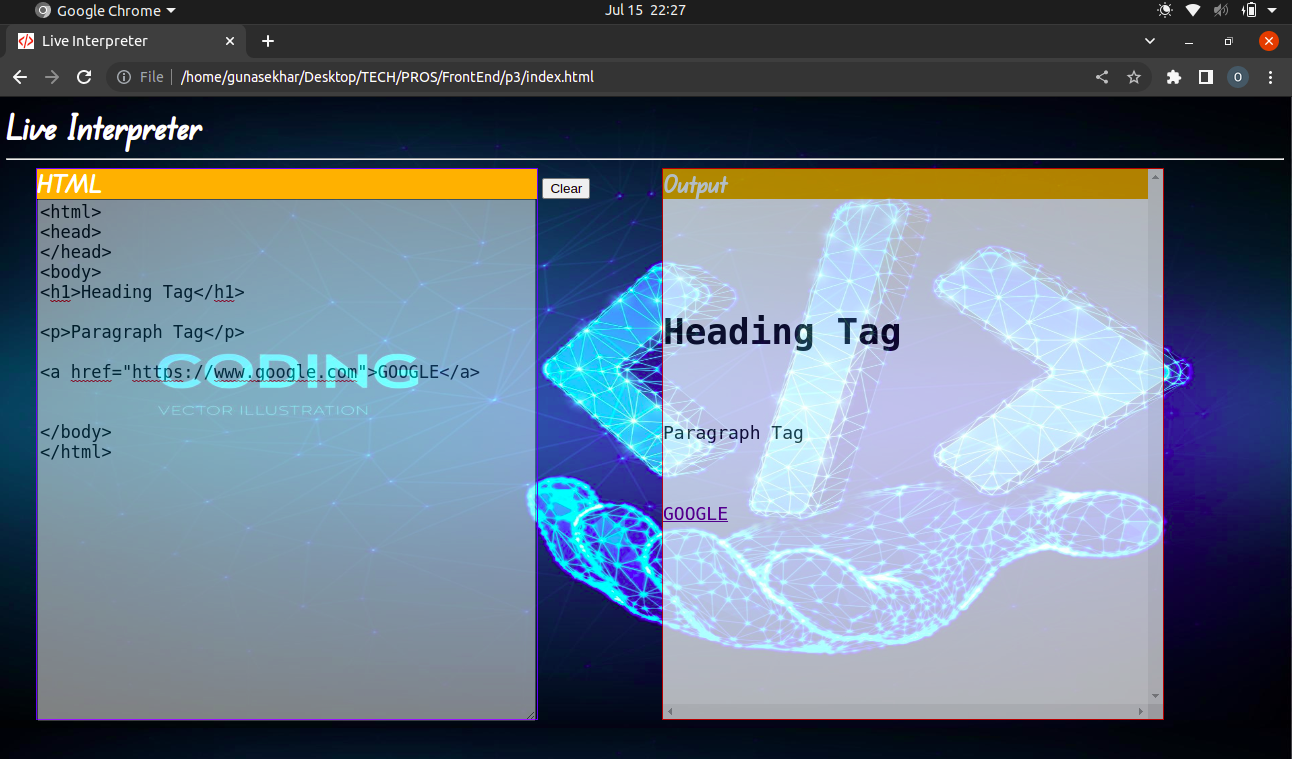 Google Chrome
Jul 15 22:27
Live Interpreter
File
/home/gunasekhar/Desktop/TECH/PROS/FrontEnd/p3/index.html
O
Live Interpreter
HTML
Clear
<html>
<head>
</head>
<body>
<h1>Heading Tag</h1>
<p>Paragraph Tag</p>
<a href="https://www.google.com">GOOGLE</a>
</body>
</html>
CODING
VECTOR ILLUSTRATION
Output
Heading Tag
Paragraph Tag
GOOGLE